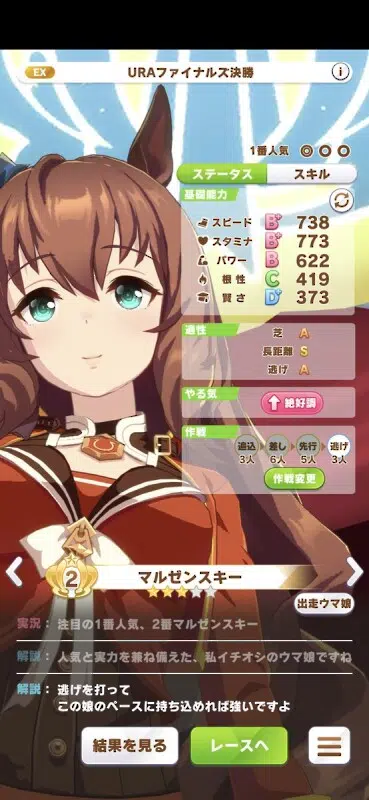 EX
URAファイナルズ決勝
i
1番人気 ◎◎◎
ステータス スキル
基礎能力
スピード B+ 738
スタミナ B+ 773
パワー B 622
根性 C 419
賢さ D+ 373
適性
芝 A
長距離 S
逃げ A
やる気
絶好調
作戦
追込 差し 先行 逃げ
3人 6人 5人 3人
作戦変更
2
マルゼンスキー
出走ウマ娘
実況： 注目の1番人気、2番マルゼンスキー
解説： 人気と実力を兼ね備えた、私イチオシのウマ娘ですね
解説： 逃げを打って
この娘のペースに持ち込めれば強いですよ
結果を見る
レースへ